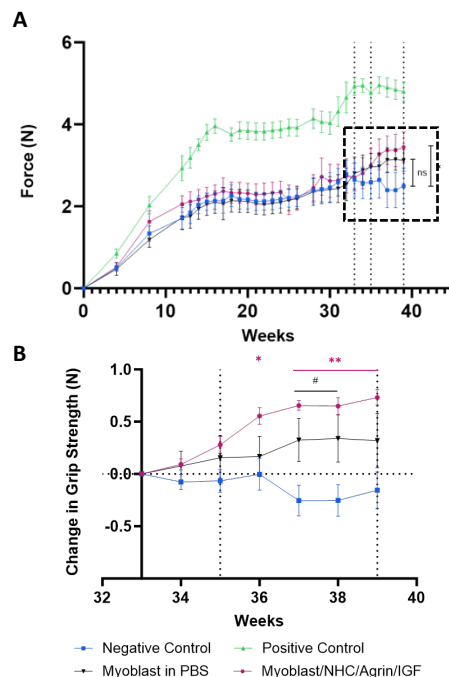 A
6
4
2
0
Force (N)
ns
*
0
10
20
30
40
Weeks
B
1.0
0.5
-0.0
-0.5
Change in Grip Strength (N)
*
**
#
32
34
36
38
40
Weeks
Negative Control
Positive Control
Myoblast in PBS
Myoblast/NHC/Agrin/IGF